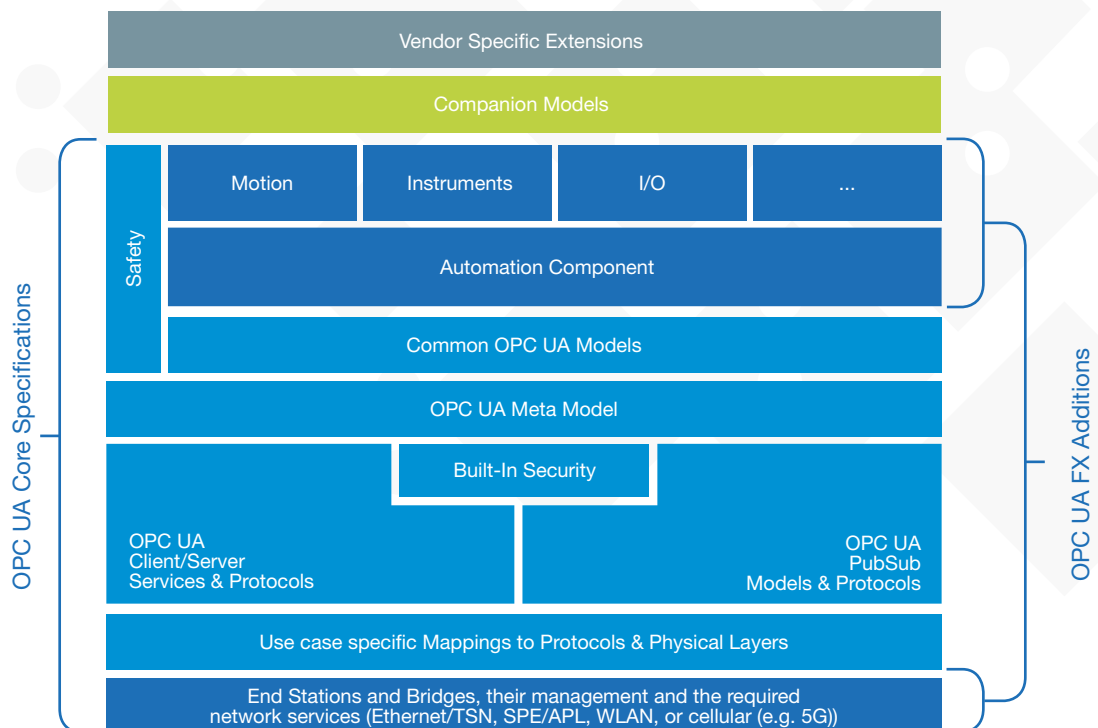 Vendor Specific Extensions
Companion Models
OPC UA Core Specifications
Safety
Motion
Instruments
I/O
...
Automation Component
Common OPC UA Models
OPC UA Meta Model
Built-In Security
OPC UA
Client/Server
Services & Protocols
OPC UA
PubSub
Models & Protocols
Use case specific Mappings to Protocols & Physical Layers
End Stations and Bridges, their management and the required
network services (Ethernet/TSN, SPE/APL, WLAN, or cellular (e.g. 5G))
OPC UA FX Additions